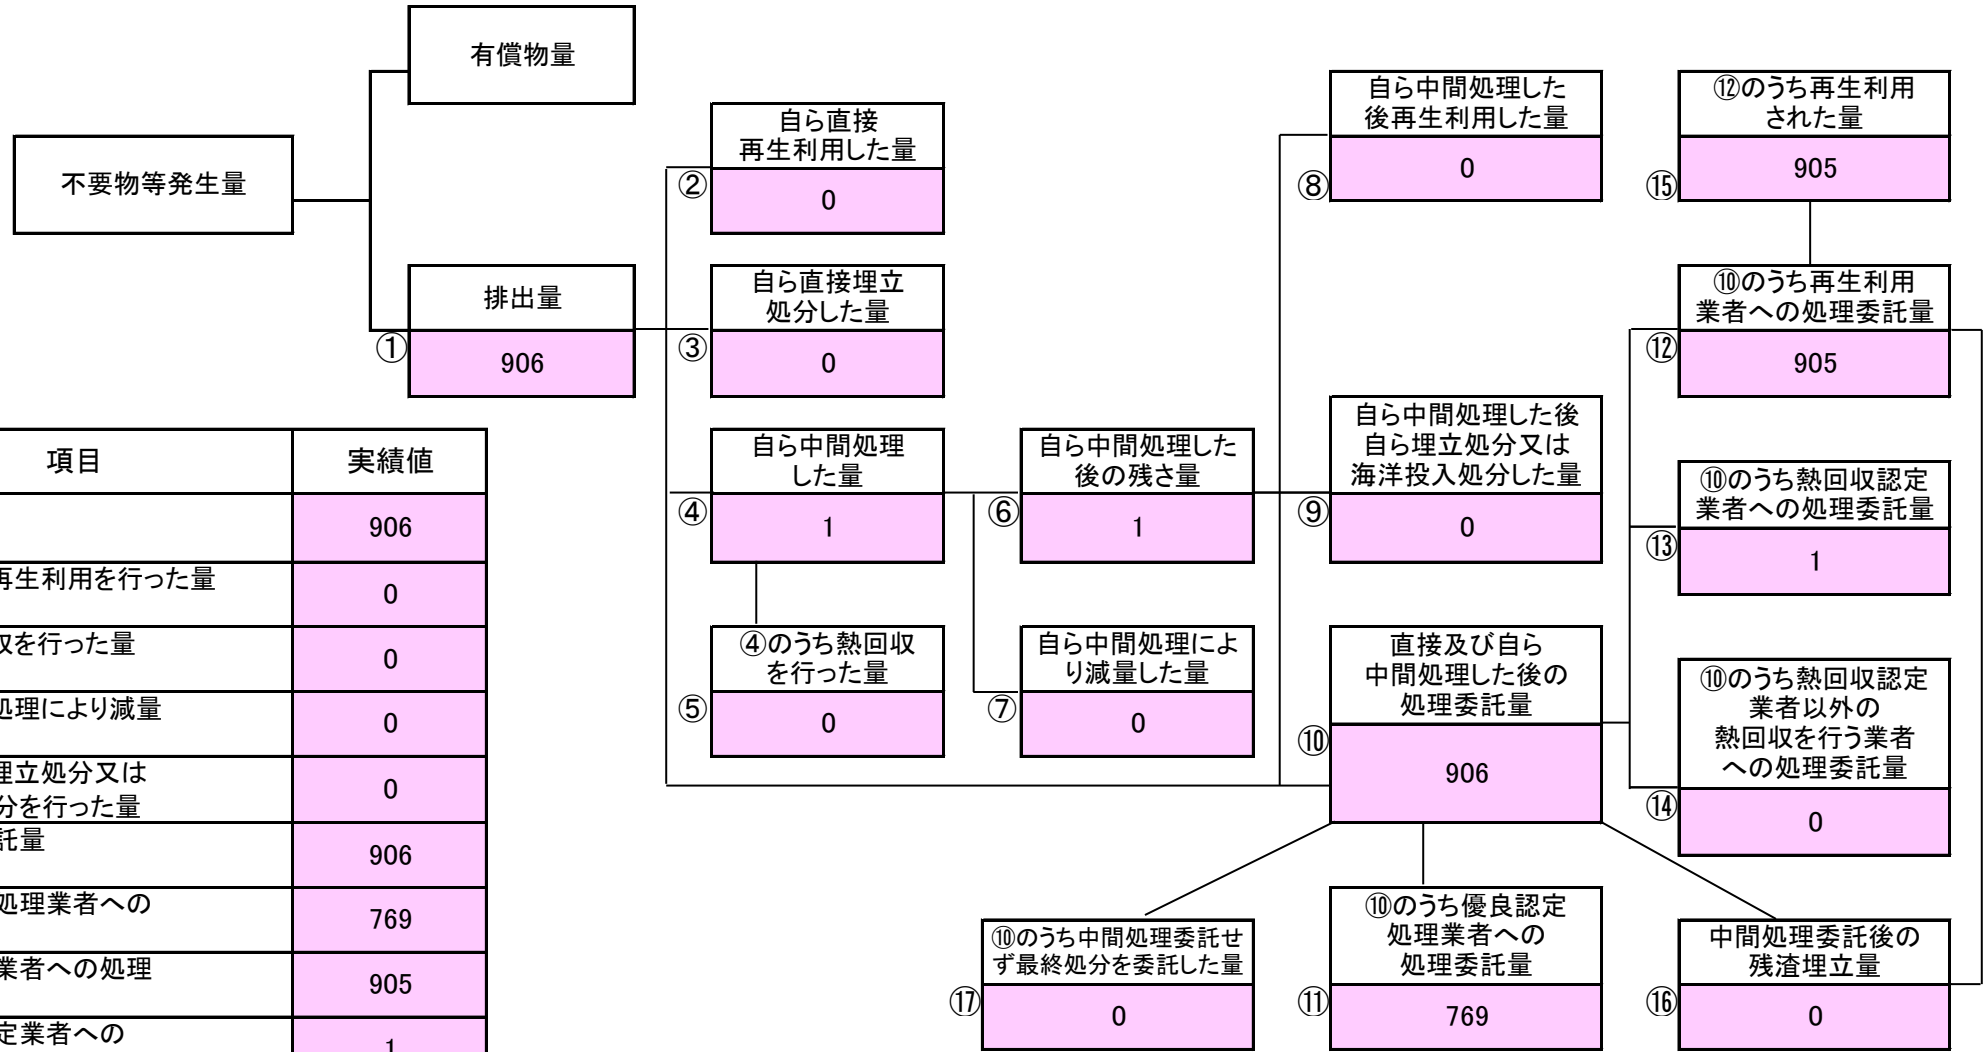 有償物量
不要物等発生量
排出量
①
906
自ら直接
再生利用した量
②
0
自ら直接埋立
処分した量
③
0
自ら中間処理
した量
④
1
④のうち熱回収
を行った量
⑤
0
自ら中間処理した
後の残さ量
⑥
1
自ら中間処理によ
り減量した量
⑦
0
自ら中間処理した
後再生利用した量
⑧
0
自ら中間処理した後
自ら埋立処分又は
海洋投入処分した量
⑨
0
直接及び自ら
中間処理した後の
処理委託量
⑩
906
⑩のうち優良認定
処理業者への
処理委託量
⑪
769
⑩のうち中間処理委託せ
ず最終処分を委託した量
⑰
0
⑫のうち再生利用
された量
⑮
905
⑩のうち再生利用
業者への処理委託量
⑫
905
⑩のうち熱回収認定
業者への処理委託量
⑬
1
⑩のうち熱回収認定
業者以外の
熱回収を行う業者
への処理委託量
⑭
0
中間処理委託後の
残渣埋立量
⑯
0
項目 実績値
906
再生利用を行った量
0
収を行った量
0
処理により減量
0
埋立処分又は
分を行った量
0
託量
906
処理業者への
769
業者への処理
905
定業者への
1